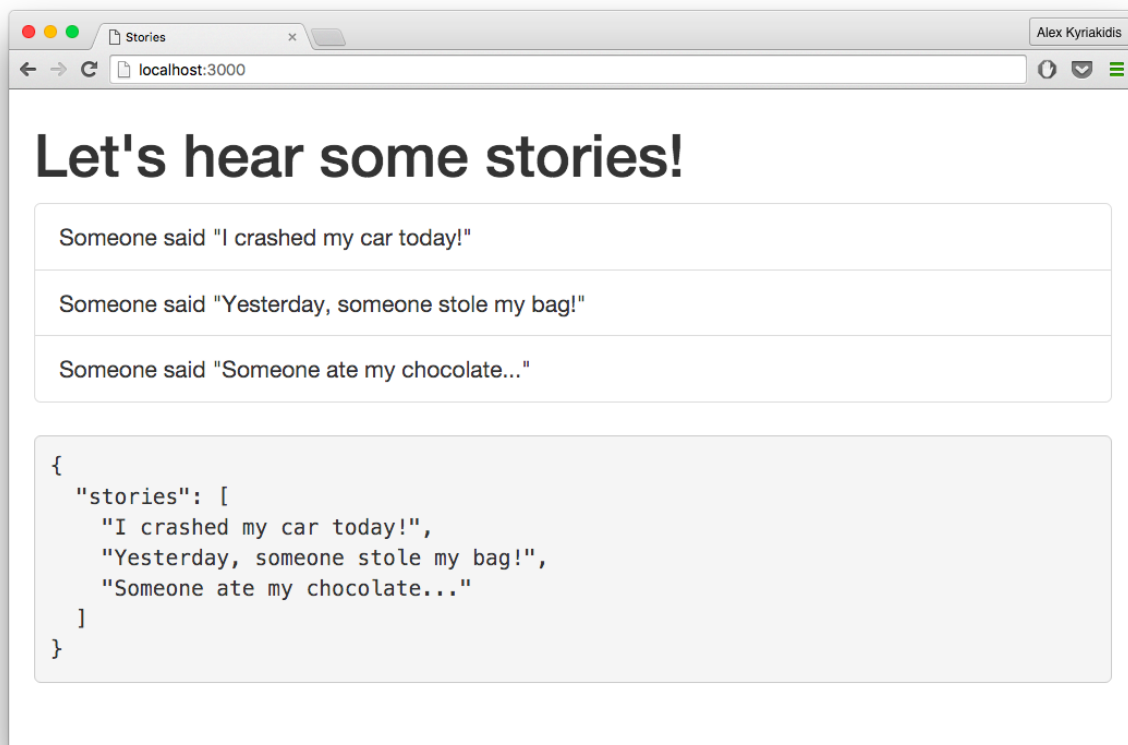 Stories
Alex Kyriakidis
localhost:3000
Let's hear some stories!
Someone said "I crashed my car today!"
Someone said "Yesterday, someone stole my bag!"
Someone said "Someone ate my chocolate..."
{
  "stories": [
    "I crashed my car today!",
    "Yesterday, someone stole my bag!",
    "Someone ate my chocolate..."
  ]
}